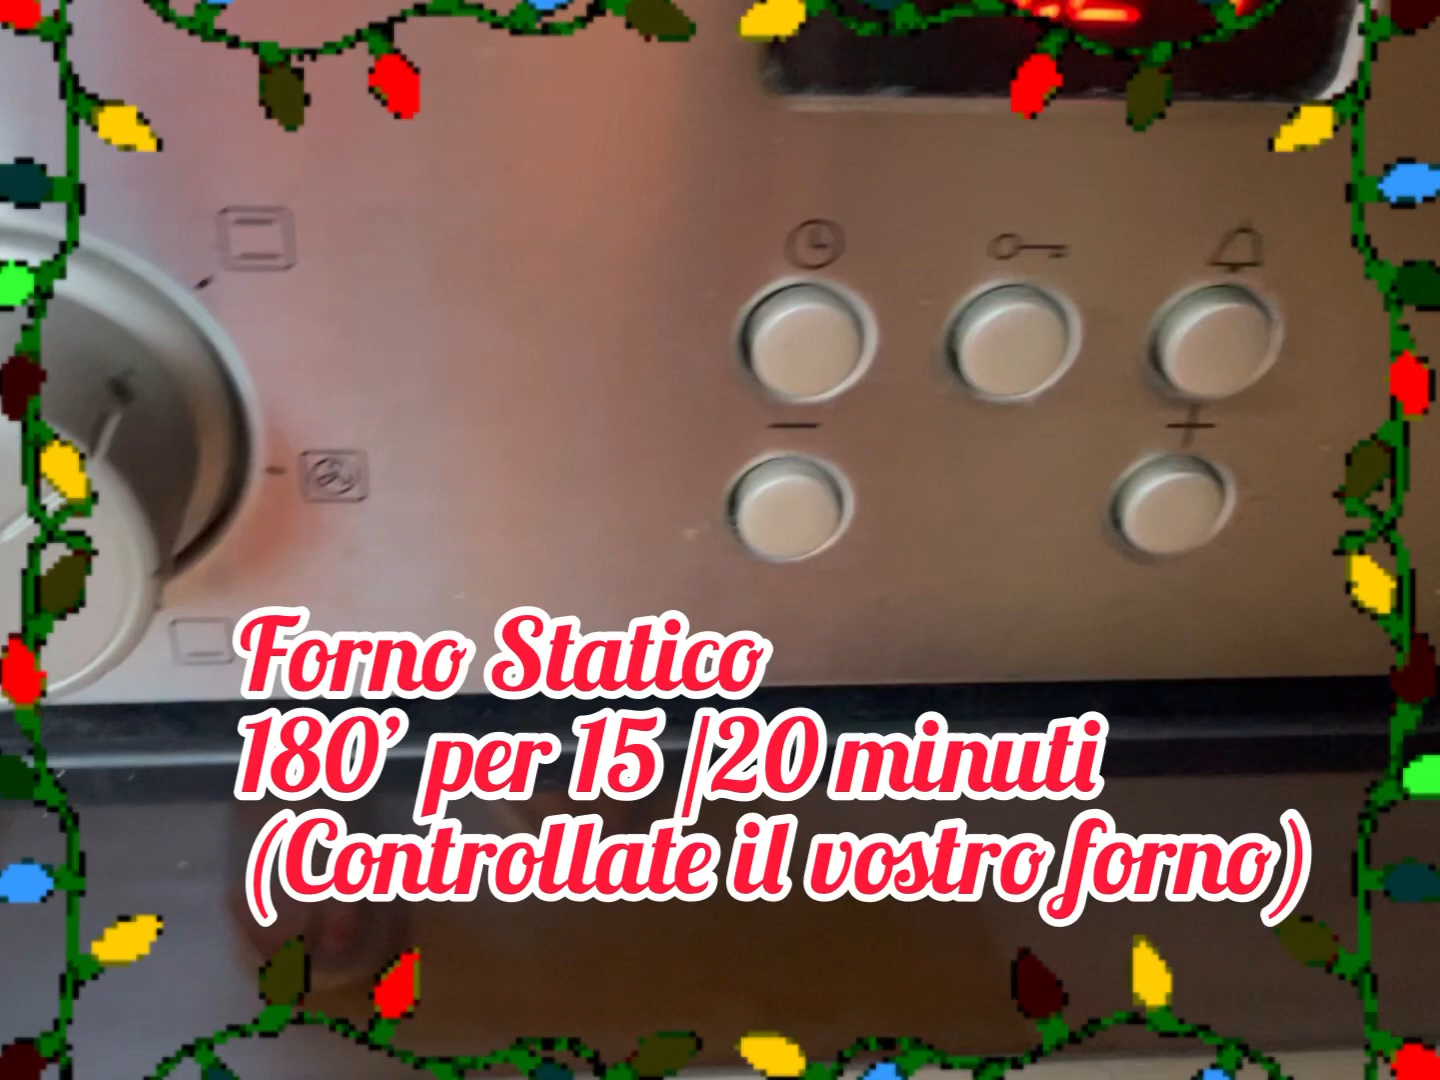 Forno Statico
180’ per 15 |20 minuti
(Controllate il vostro forno)